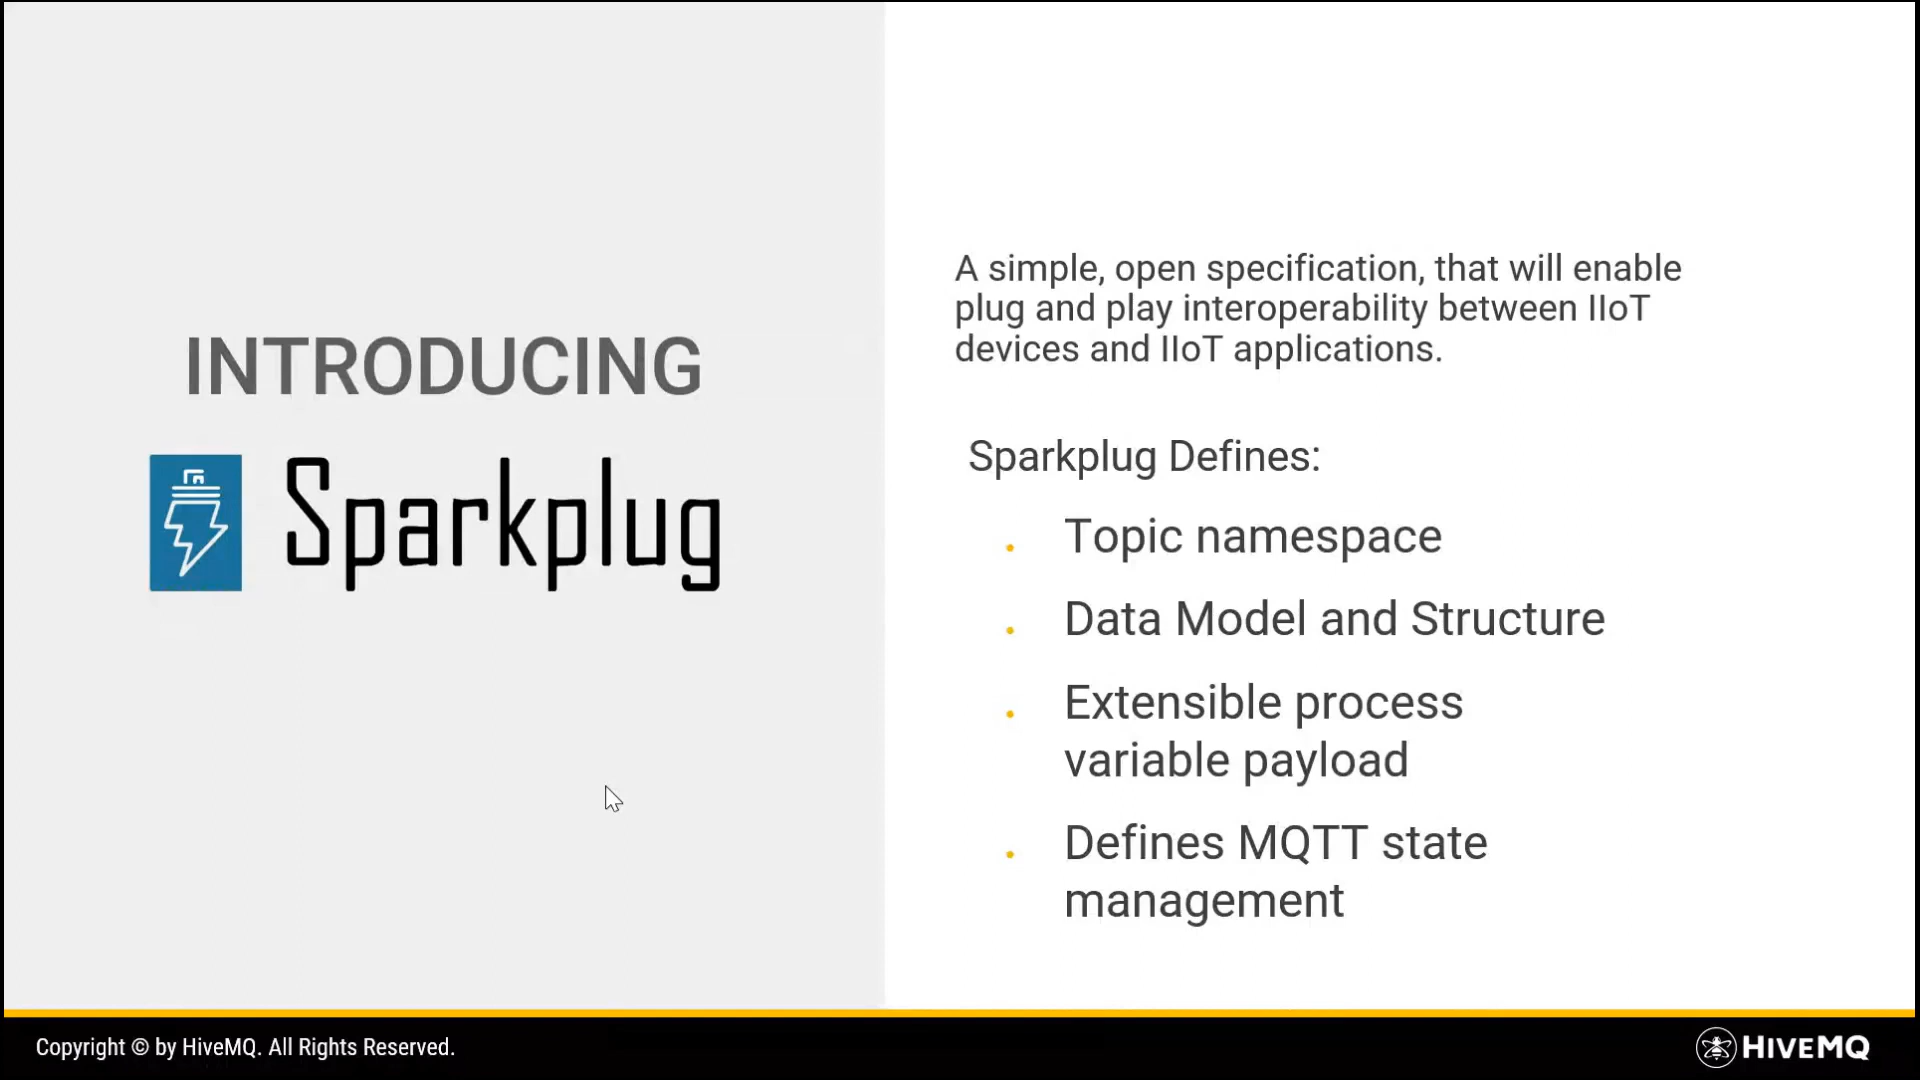 INTRODUCING
Sparkplug
A simple, open specification, that will enable
plug and play interoperability between IIoT
devices and IIoT applications.
Sparkplug Defines:
Topic namespace
Data Model and Structure
Extensible process
variable payload
Defines MQTT state
management
Copyright © by HiveMQ. All Rights Reserved.
HIVEMQ